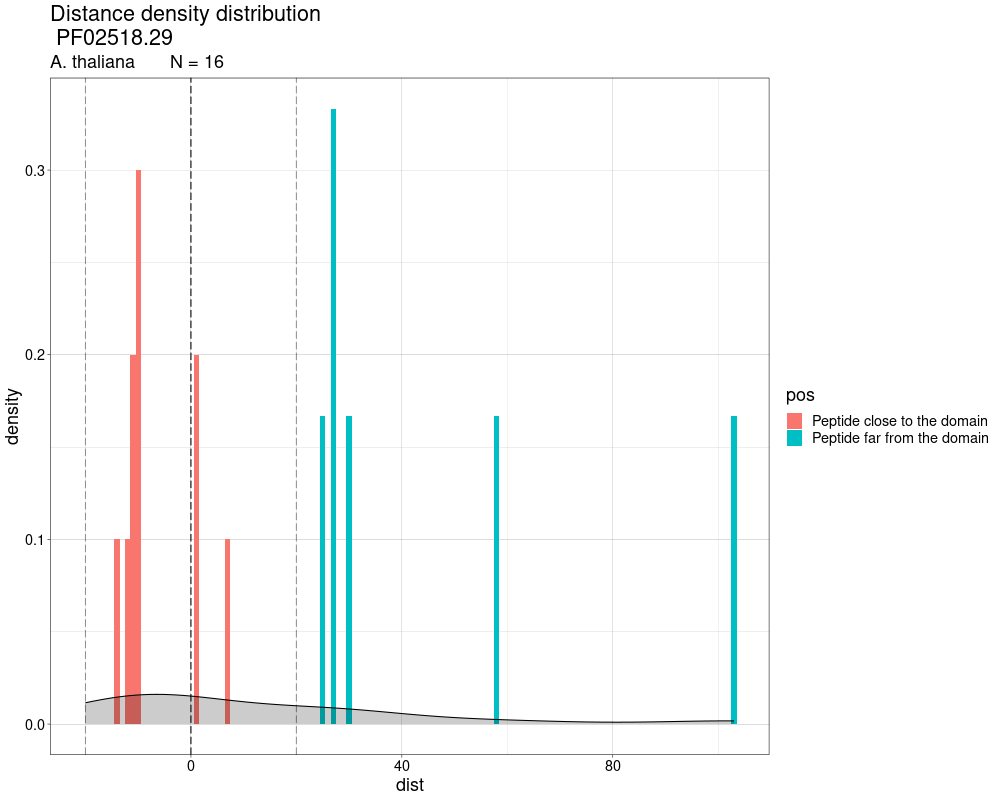 Distance density distribution
PF02518.29
A. thaliana N = 16
density
0.3
0.2
0.1
0.0
0 40 80
dist
pos
Peptide close to the domain
Peptide far from the domain